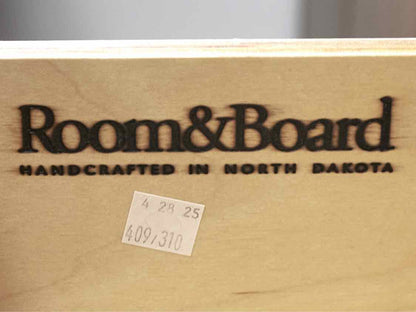 Room&Board
HANDCRAFTED IN NORTH DAKOTA
4 28 25
409/310